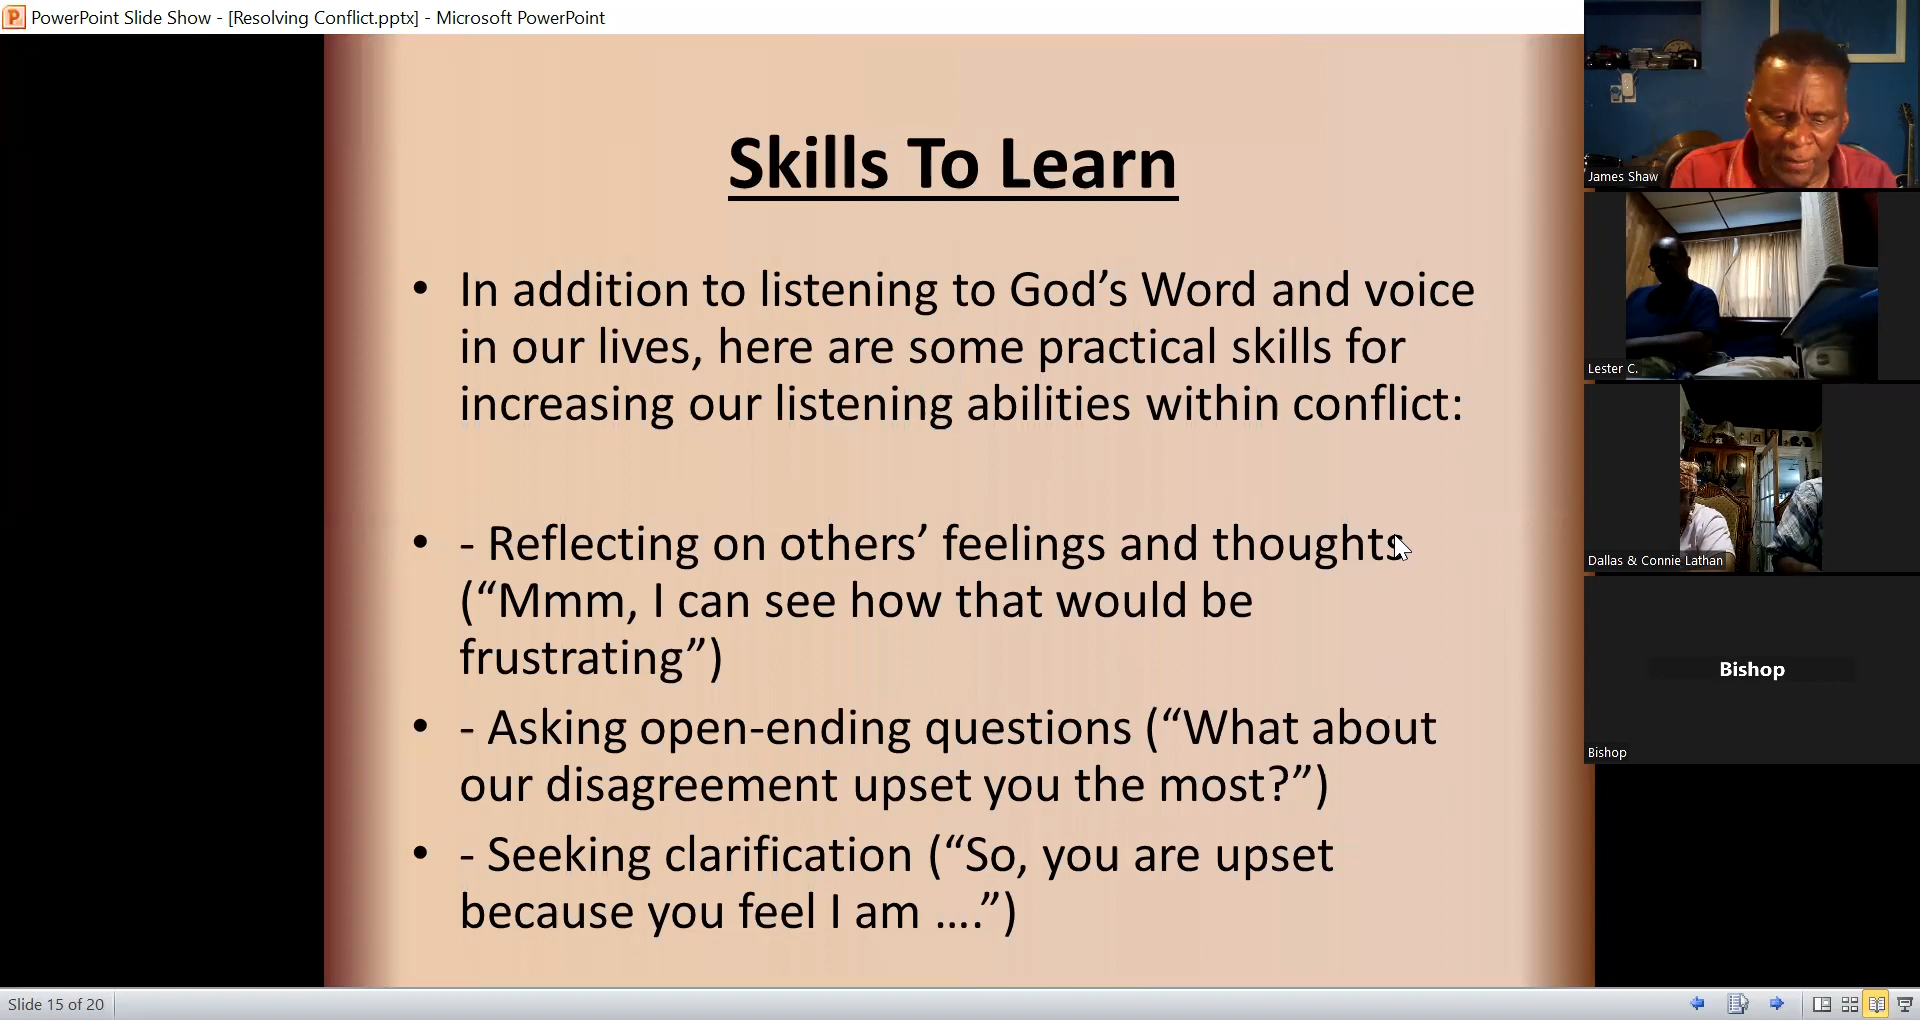 PowerPoint Slide Show - [Resolving Conflict.pptx] - Microsoft PowerPoint
Skills To Learn
• In addition to listening to God’s Word and voice
in our lives, here are some practical skills for
increasing our listening abilities within conflict:
• - Reflecting on others’ feelings and thoughts
(“Mmm, I can see how that would be
frustrating”)
• - Asking open-ending questions (“What about
our disagreement upset you the most?”)
• - Seeking clarification (“So, you are upset
because you feel I am ….”)
James Shaw
Lester C.
Dallas & Connie Lathan
Bishop
Bishop
Slide 15 of 20